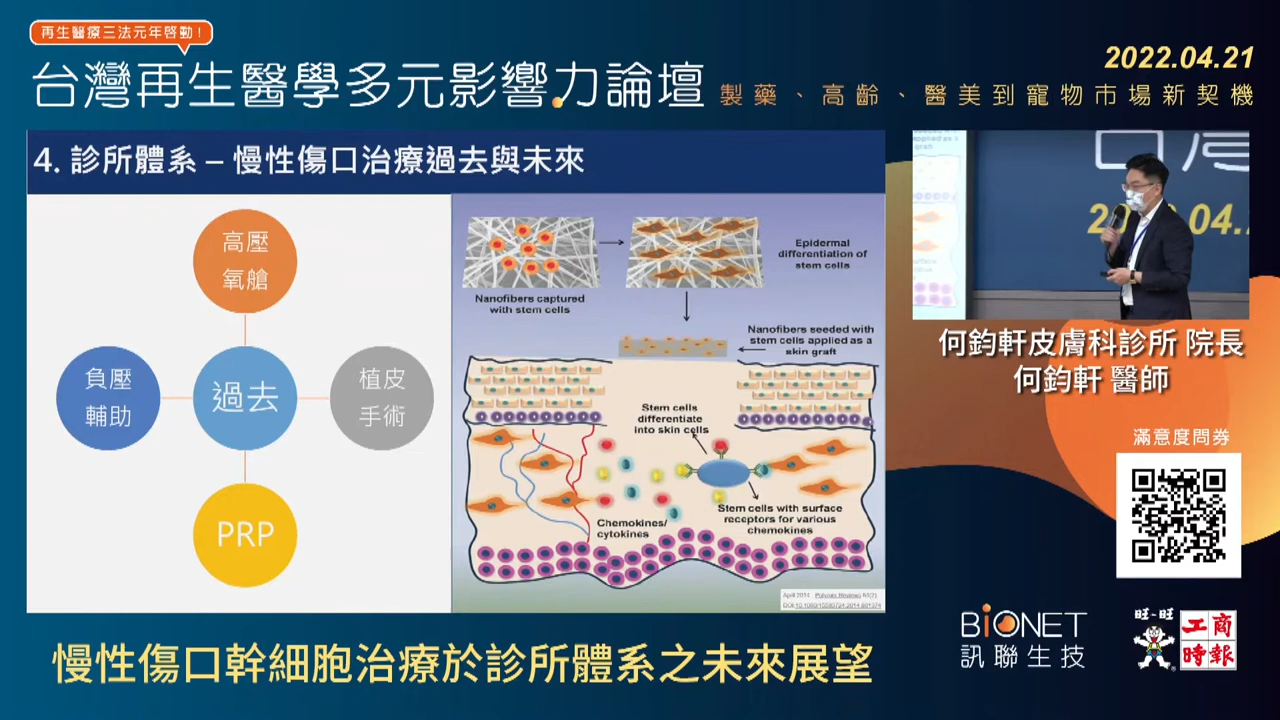 再生醫療三法元年啓動！
台灣再生醫學多元影響力論壇
製藥、高齡、醫美到寵物市場新契機
2022.04.21
4. 診所體系 – 慢性傷口治療過去與未來
高壓
氧艙
負壓
輔助
過去
植皮
手術
PRP
Nanofibers captured
with stem cells
Epidermal
differentiation of
stem cells
Nanofibers seeded with
stem cells applied as a
skin graft
Stem cells
differentiate
into skin cells
Chemokines/
cytokines
Stem cells with surface
receptors for various
chemokines
April 2014 Polymer Reviews 54(2)
何鈞軒皮膚科診所 院長
何鈞軒 醫師
滿意度問券
慢性傷口幹細胞治療於診所體系之未來展望
BIONET
訊聯生技
旺-旺
工商
時報